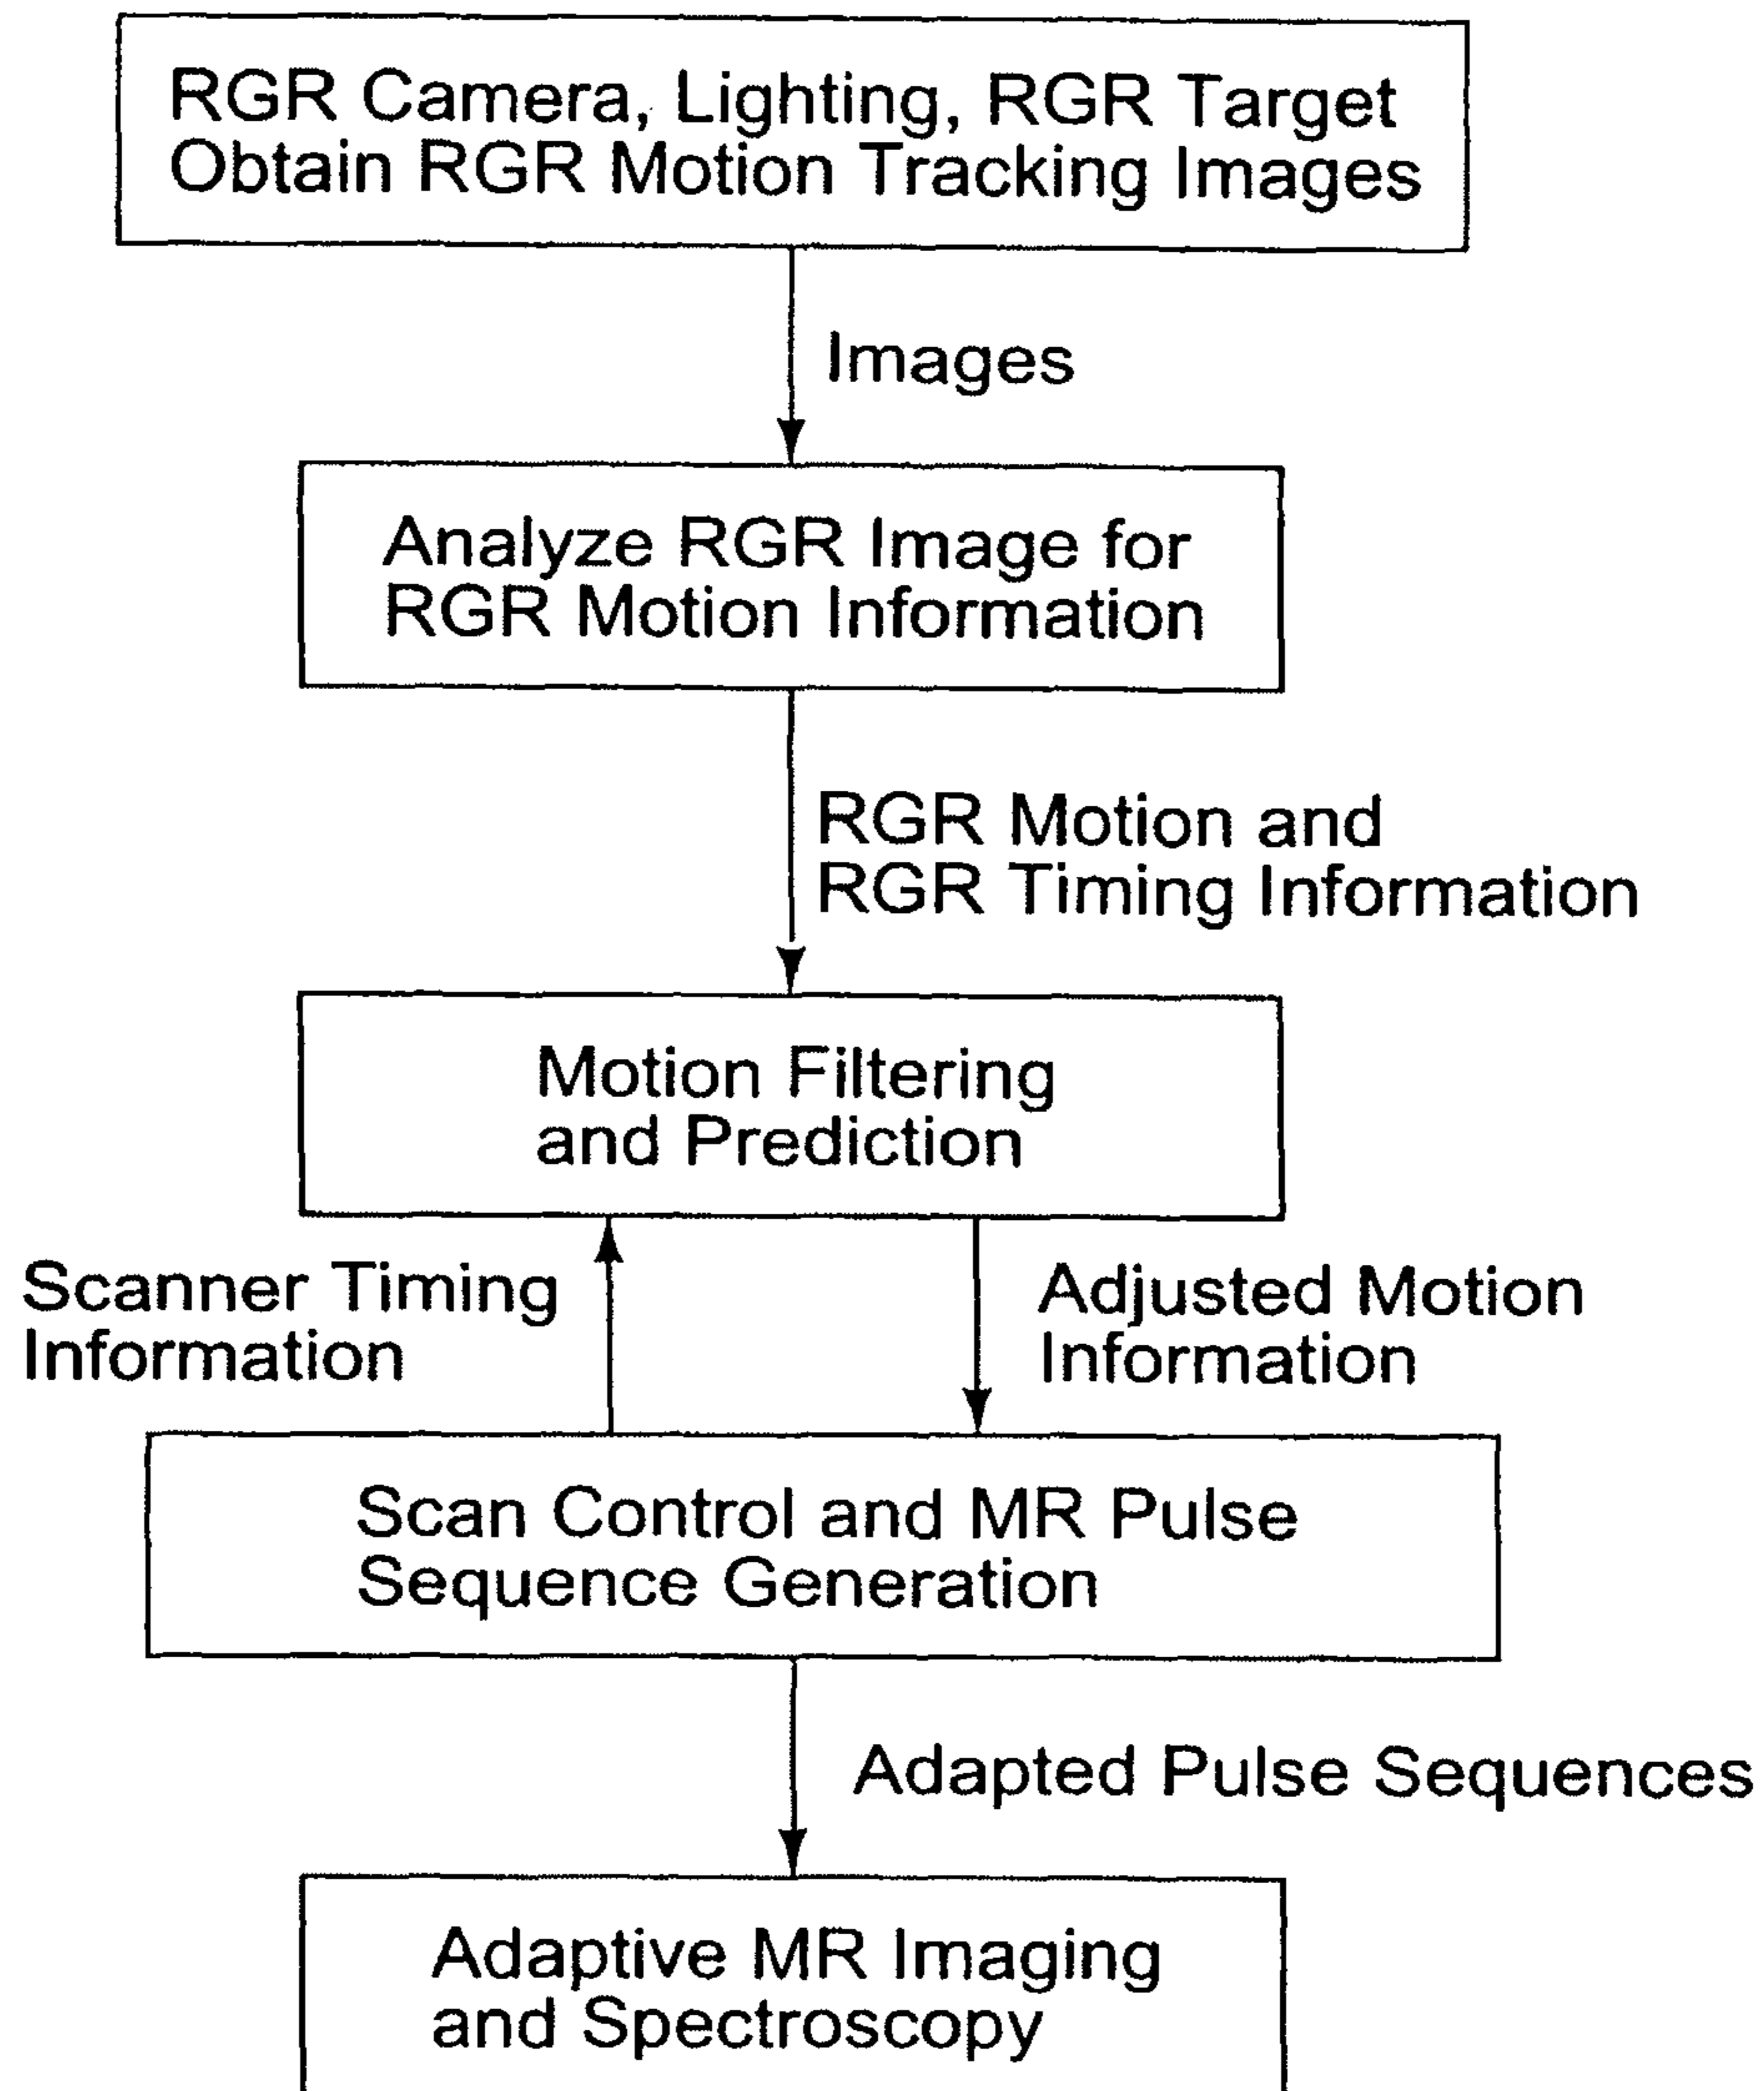 RGR Camera, Lighting, RGR Target
Obtain RGR Motion Tracking Images
Images
Analyze RGR Image for
RGR Motion Information
RGR Motion and
RGR Timing Information
Motion Filtering
and Prediction
Scanner Timing
Information
Adjusted Motion
Information
Scan Control and MR Pulse
Sequence Generation
Adapted Pulse Sequences
Adaptive MR Imaging
and Spectroscopy